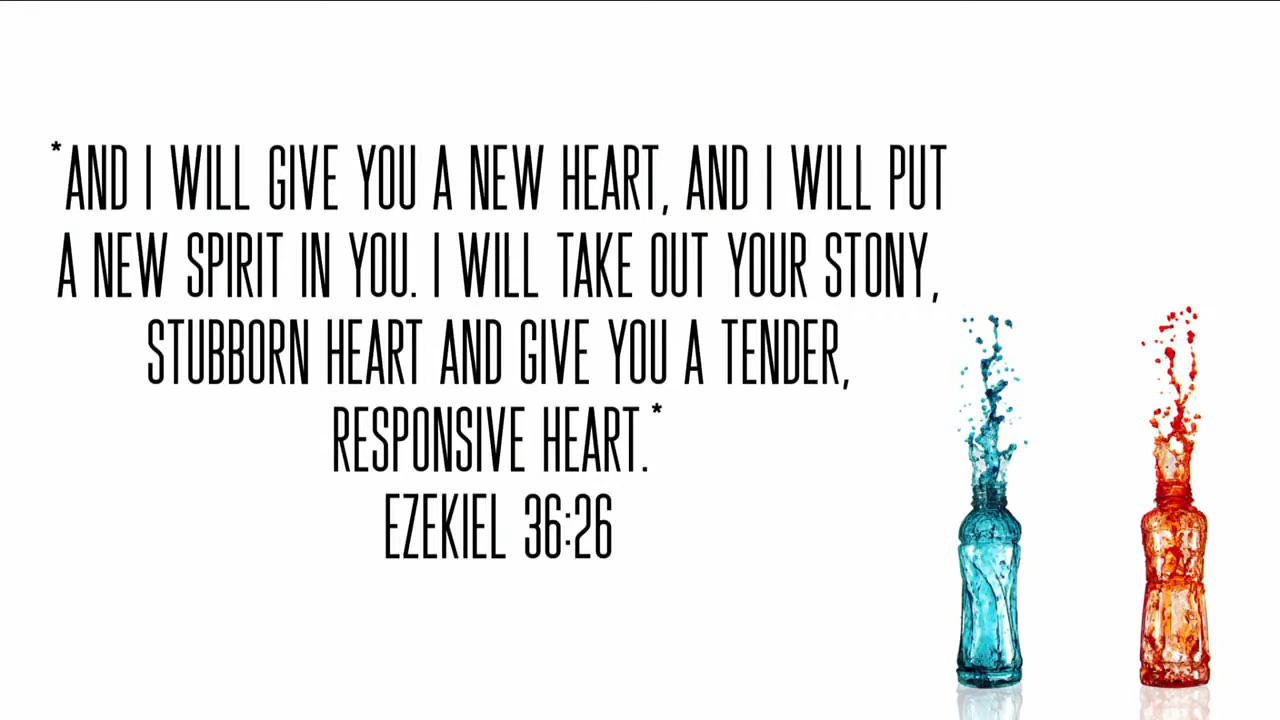 *AND I WILL GIVE YOU A NEW HEART, AND I WILL PUT
A NEW SPIRIT IN YOU. I WILL TAKE OUT YOUR STONY,
STUBBORN HEART AND GIVE YOU A TENDER,
RESPONSIVE HEART.*
EZEKIEL 36:26